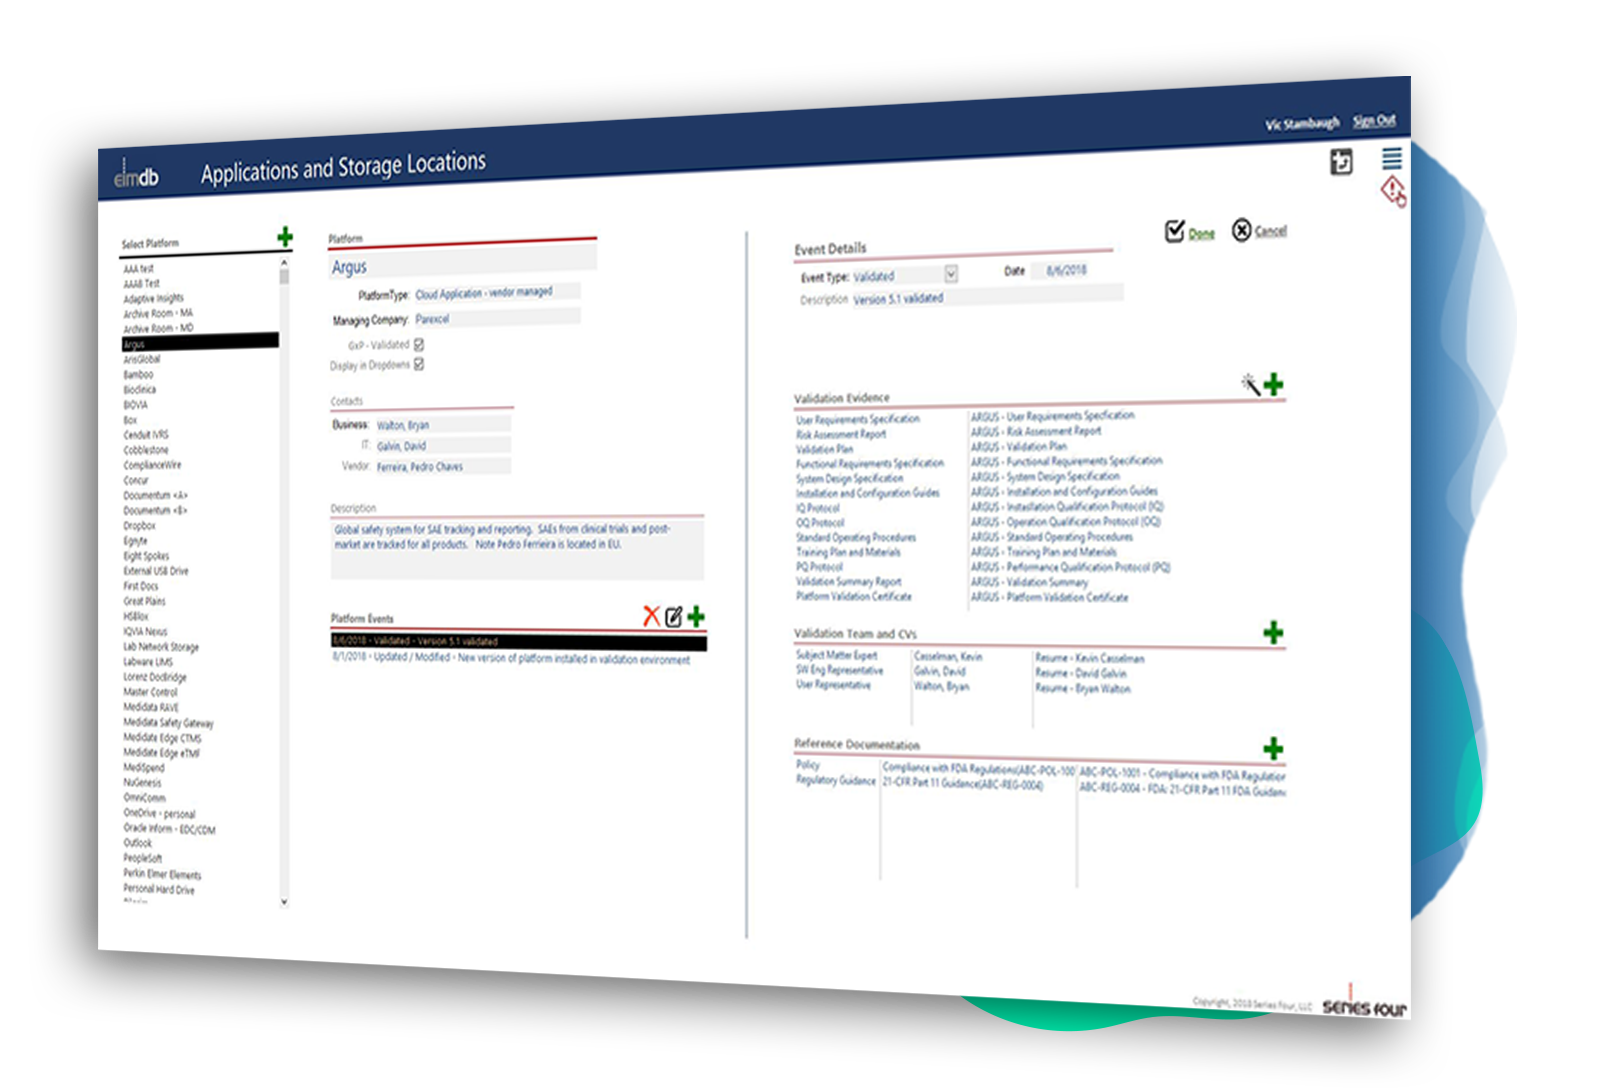 elmdb
Applications and Storage Locations
Vic Stambaugh Sign Out
Select Platform
AAA test
AAAB Test
Adaptive Insights
Archive Room - MA
Archive Room - MD
Argus
ArisGlobal
Bamboo
Bioclinica
BIOVIA
Box
Cenduit IVRS
Cobblestone
ComplianceWire
Concur
Documentum <A>
Documentum <B>
Dropbox
Egnyte
Eight Spokes
External USB Drive
First Docs
Great Plains
HSBlox
IQVIA Nexus
Lab Network Storage
Labware LIMS
Lorenz DocBridge
Master Control
Medidata RAVE
Medidata Safety Gateway
Medidate Edge CTMS
Medidate Edge eTMF
MediSpend
NuGenesis
OmniComm
OneDrive - personal
Oracle Inform - EDC/CDM
Outlook
PeopleSoft
Perkin Elmer Elements
Personal Hard Drive
Platform
Argus
PlatformType: Cloud Application - vendor managed
Managing Company: Parexcel
GxP - Validated
Display in Dropdowns
Contacts
Business: Walton, Bryan
IT: Galvin, David
Vendor: Ferreira, Pedro Chaves
Description
Global safety system for SAE tracking and reporting. SAEs from clinical trials and post-
market are tracked for all products. Note Pedro Ferrieira is located in EU.
Platform Events
8/6/2018 - Validated - Version 5.1 validated
8/1/2018 - Updated / Modified - New version of platform installed in validation environment
Done Cancel
Event Details
Event Type: Validated Date 8/6/2018
Description Version 5.1 validated
Validation Evidence
User Requirements Specification ARGUS - User Requirements Specification
Risk Assessment Report ARGUS - Risk Assessment Report
Validation Plan ARGUS - Validation Plan
Functional Requirements Specification ARGUS - Functional Requirements Specification
System Design Specification ARGUS - System Design Specification
Installation and Configuration Guides ARGUS - Installation and Configuration Guides
IQ Protocol ARGUS - Instastlation Qualification Protocol (IQ)
OQ Protocol ARGUS - Operation Qualification Protocol (OQ)
Standard Operating Procedures ARGUS - Standard Operating Procedures
Training Plan and Materials ARGUS - Training Plan and Materials
PQ Protocol ARGUS - Performance Qualification Protocol (PQ)
Validation Summary Report ARGUS - Validation Summary
Platform Validation Certificate ARGUS - Platform Validation Certificate
Validation Team and CVs
Subject Matter Expert Casselman, Kevin Resume - Kevin Casselman
SW Eng Representative Galvin, David Resume - David Galvin
User Representative Walton, Bryan Resume - Bryan Walton
Reference Documentation
Policy Compliance with FDA Regulations(ABC-POL-100 ABC-POL-1001 - Compliance with FDA Regulation
Regulatory Guidance 21-CFR Part 11 Guidance(ABC-REG-0004) ABC-REG-0004 - FDA: 21-CFR Part 11 FDA Guidanc
Copyright, 2018 Series Four, LLC series four